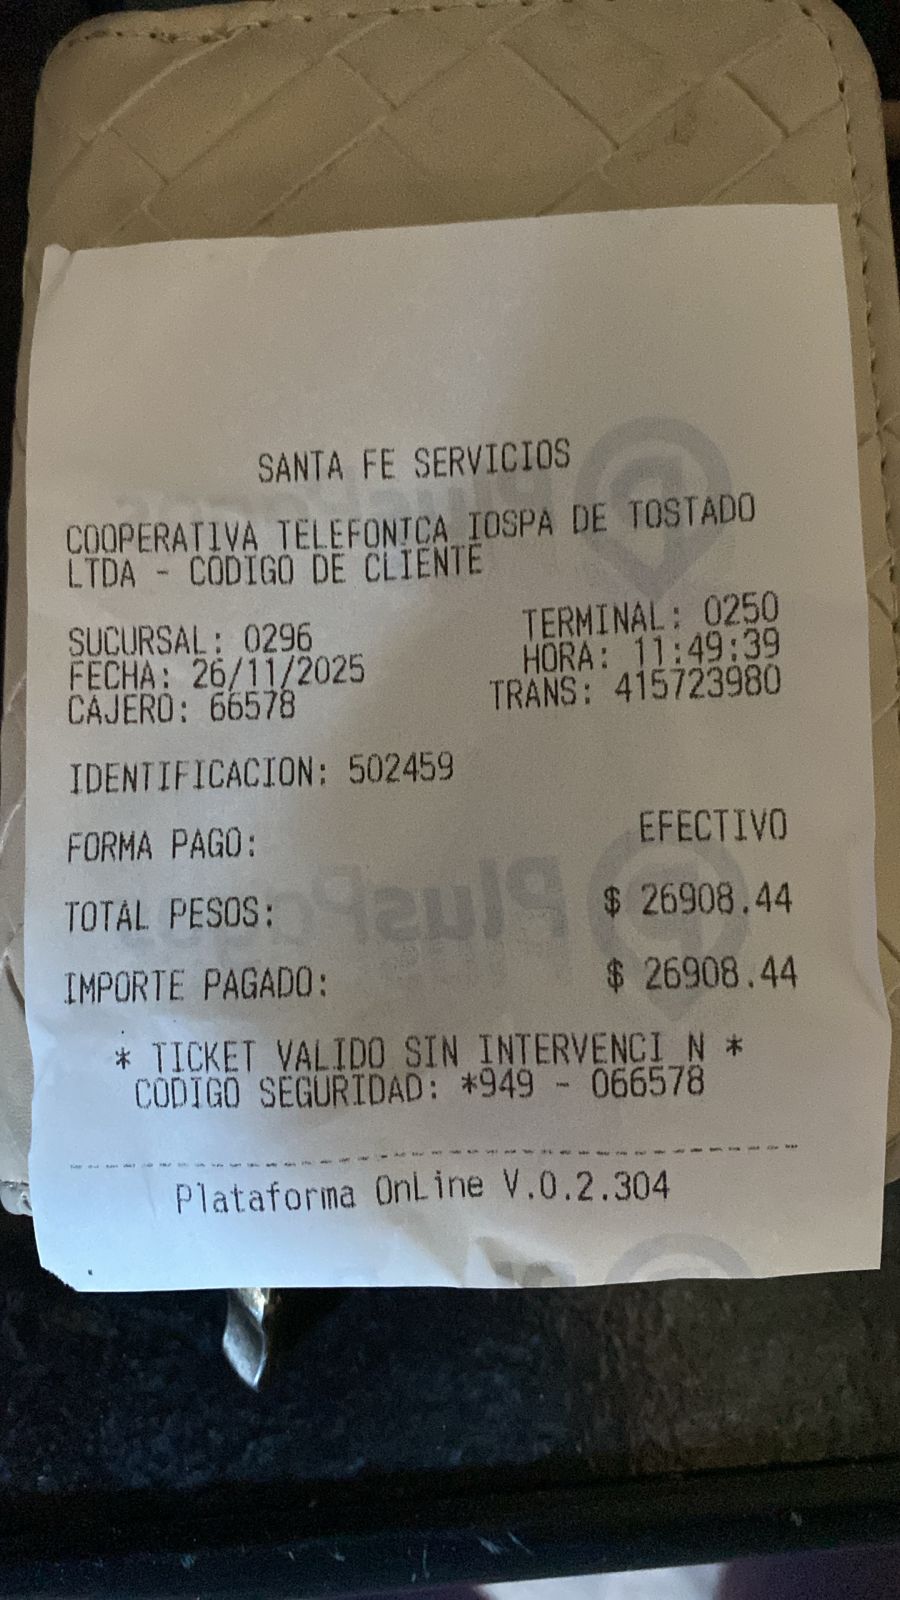 SANTA FE SERVICIOS
COOPERATIVA TELEFONICA IOSPA DE TOSTADO
LTDA - CODIGO DE CLIENTE
SUCURSAL: 0296 TERMINAL: 0250
FECHA: 26/11/2025 HORA: 11:49:39
CAJERO: 66578 TRANS: 415723980
IDENTIFICACION: 502459
FORMA PAGO: EFECTIVO
TOTAL PESOS: $ 26908.44
IMPORTE PAGADO: $ 26908.44
* TICKET VALIDO SIN INTERVENCI N *
CODIGO SEGURIDAD: *949 - 066578
Plataforma OnLine V.0.2.304
PlusPagos
PlusPagos